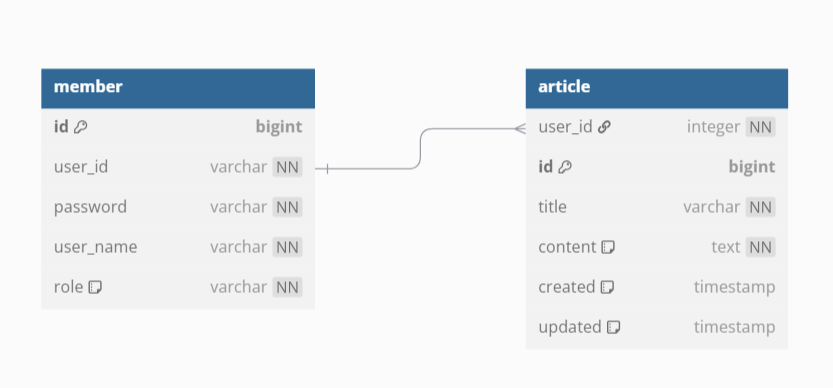 member
id bigint
user_id varchar NN
password varchar NN
user_name varchar NN
role varchar NN
article
user_id integer NN
id bigint
title varchar NN
content text NN
created timestamp
updated timestamp